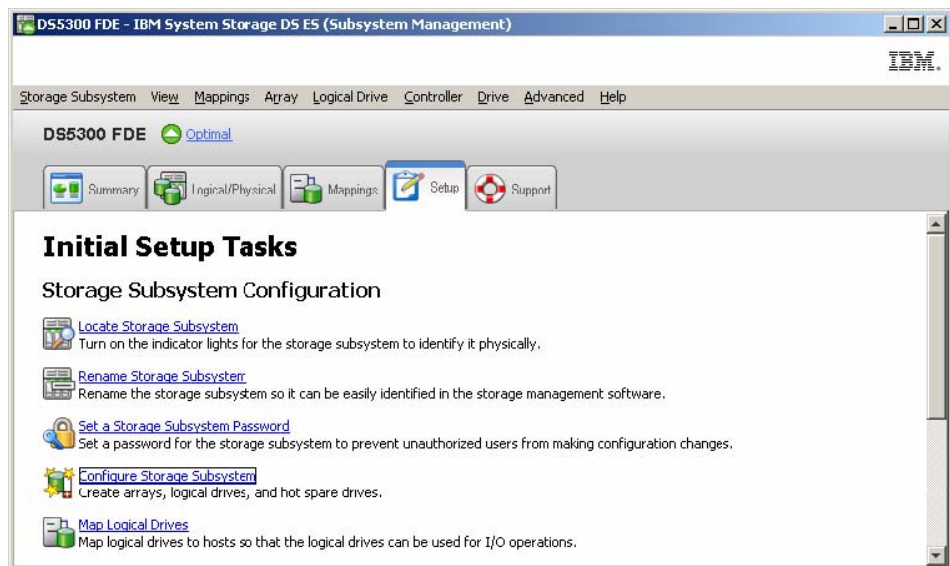 DS5300 FDE - IBM System Storage DS ES (Subsystem Management)
IBM.
Storage Subsystem View Mappings Array Logical Drive Controller Drive Advanced Help
DS5300 FDE Optimal
Summary Logical/Physical Mappings Setup Support
Initial Setup Tasks
Storage Subsystem Configuration
Locate Storage Subsystem
Turn on the indicator lights for the storage subsystem to identify it physically.
Rename Storage Subsystem
Rename the storage subsystem so it can be easily identified in the storage management software.
Set a Storage Subsystem Password
Set a password for the storage subsystem to prevent unauthorized users from making configuration changes.
Configure Storage Subsystem
Create arrays, logical drives, and hot spare drives.
Map Logical Drives
Map logical drives to hosts so that the logical drives can be used for I/O operations.